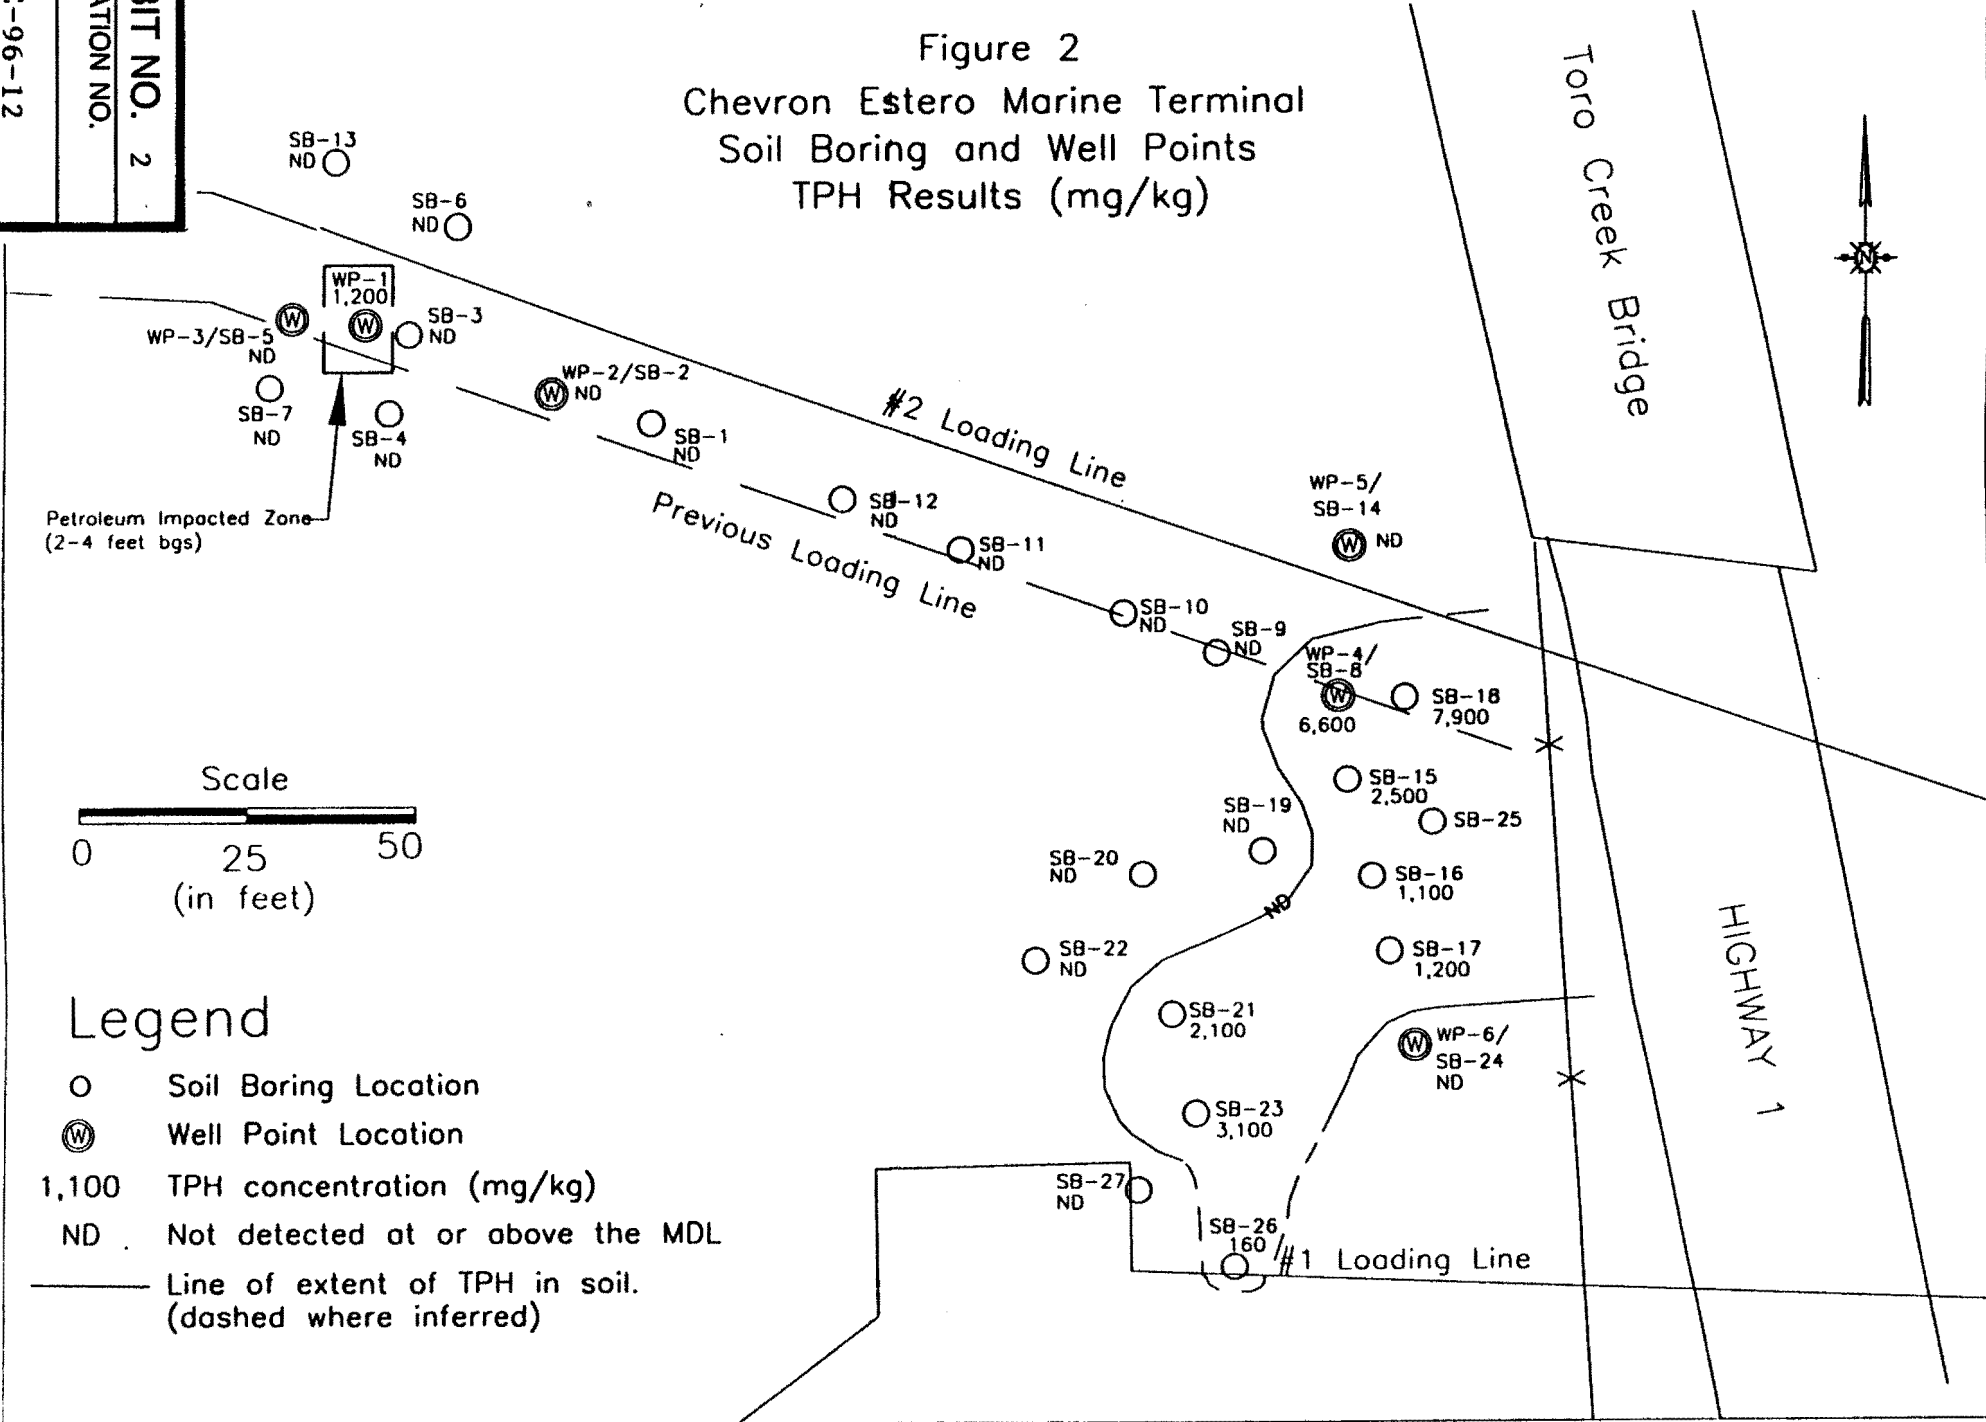 BIT NO. 2
ATION NO.
-96-12
Figure 2
Chevron Estero Marine Terminal
Soil Boring and Well Points
TPH Results (mg/kg)
Toro Creek Bridge
N
SB-13
ND
SB-6
ND
WP-1
1,200
W
W
SB-3
ND
WP-3/SB-5
ND
SB-7
ND
SB-4
ND
WP-2/SB-2
W ND
SB-1
ND
Petroleum Impacted Zone
(2-4 feet bgs)
#2 Loading Line
Previous Loading Line
SB-12
ND
SB-11
ND
SB-10
ND
SB-9
ND
WP-5/
SB-14
W ND
WP-4/
SB-8
W
6,600
SB-18
7,900
SB-15
2,500
SB-25
SB-19
ND
SB-20
ND
SB-16
1,100
ND
SB-22
ND
SB-17
1,200
SB-21
2,100
WP-6/
W
SB-24
ND
SB-23
3,100
SB-27
ND
SB-26
160
#1 Loading Line
HIGHWAY 1
Scale
0 25 50
(in feet)
Legend
Soil Boring Location
W Well Point Location
1,100 TPH concentration (mg/kg)
ND Not detected at or above the MDL
Line of extent of TPH in soil.
(dashed where inferred)